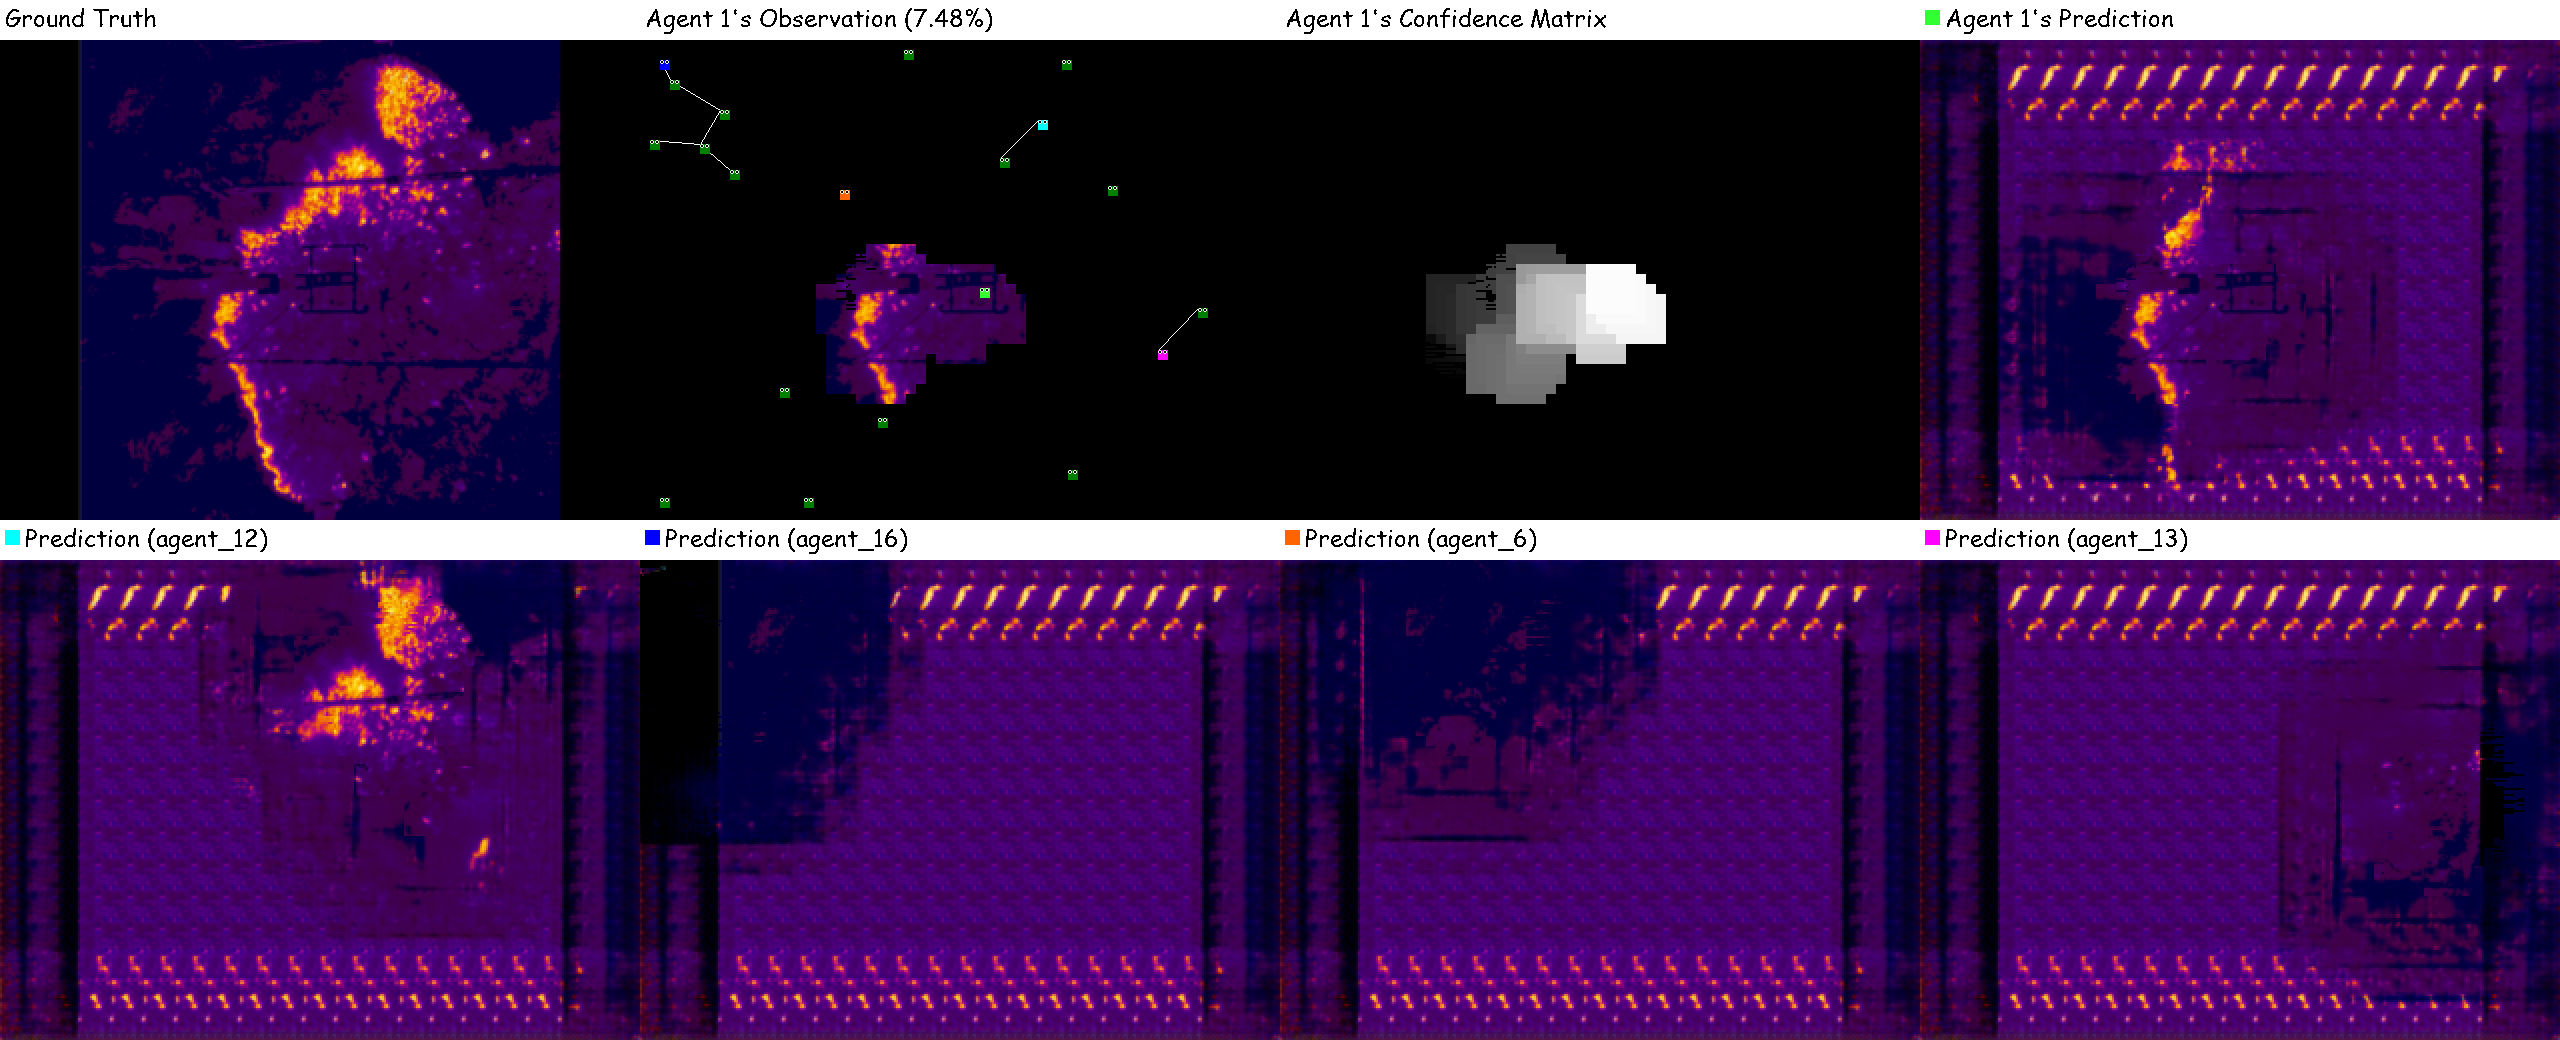 Ground Truth
Agent 1's Observation (7.48%)
Agent 1's Confidence Matrix
Agent 1's Prediction
Prediction (agent_12)
Prediction (agent_16)
Prediction (agent_6)
Prediction (agent_13)